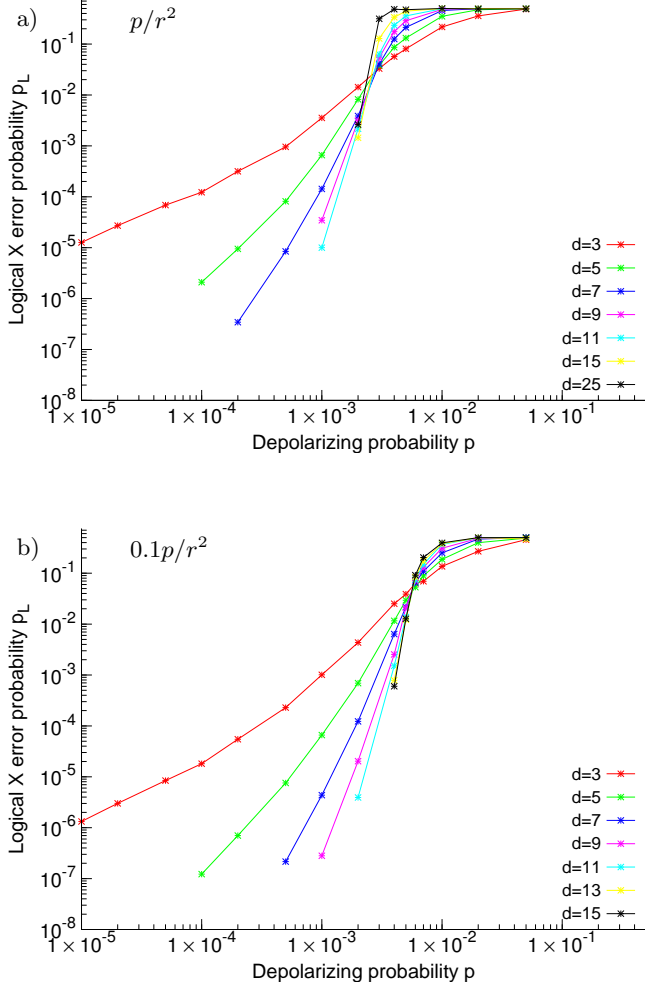 a)
p/r²
Logical X error probability p_L
10⁻¹
10⁻²
10⁻³
10⁻⁴
10⁻⁵
10⁻⁶
10⁻⁷
10⁻⁸
d=3
d=5
d=7
d=9
d=11
d=15
d=25
1×10⁻⁵ 1×10⁻⁴ 1×10⁻³ 1×10⁻² 1×10⁻¹
Depolarizing probability p
b)
0.1p/r²
Logical X error probability p_L
10⁻¹
10⁻²
10⁻³
10⁻⁴
10⁻⁵
10⁻⁶
10⁻⁷
10⁻⁸
d=3
d=5
d=7
d=9
d=11
d=13
d=15
1×10⁻⁵ 1×10⁻⁴ 1×10⁻³ 1×10⁻² 1×10⁻¹
Depolarizing probability p